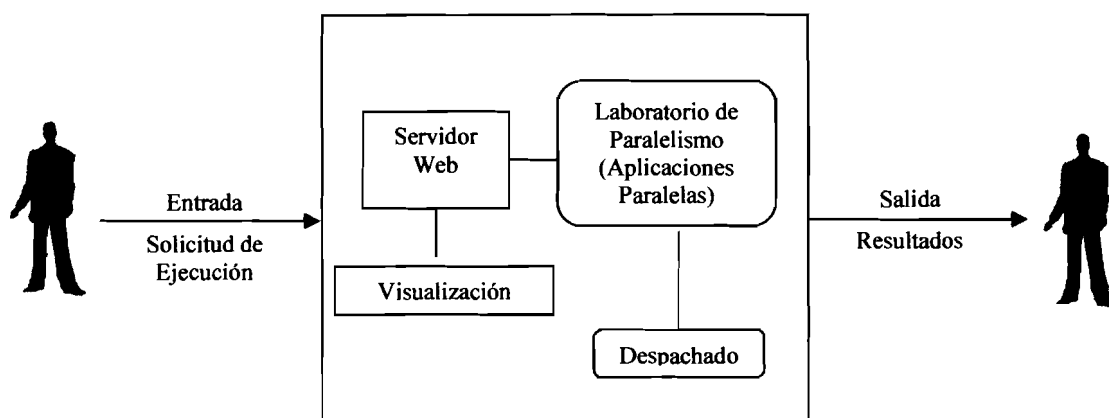 Entrada
Solicitud de
Ejecución
Servidor
Web
Visualización
Laboratorio de
Paralelismo
(Aplicaciones
Paralelas)
Despachado
Salida
Resultados